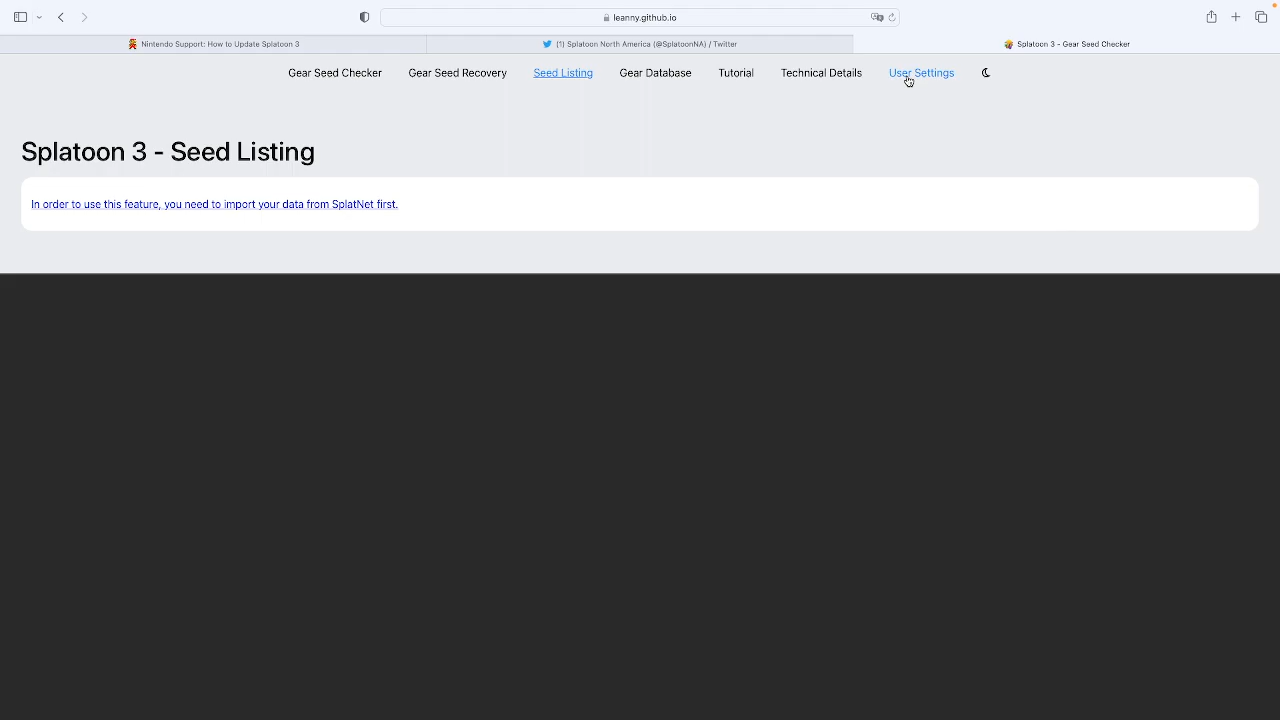 leanny.github.io
Nintendo Support: How to Update Splatoon 3
(1) Splatoon North America (@SplatoonNA) / Twitter
Splatoon 3 - Gear Seed Checker
Gear Seed Checker
Gear Seed Recovery
Seed Listing
Gear Database
Tutorial
Technical Details
User Settings
Splatoon 3 - Seed Listing
In order to use this feature, you need to import your data from SplatNet first.